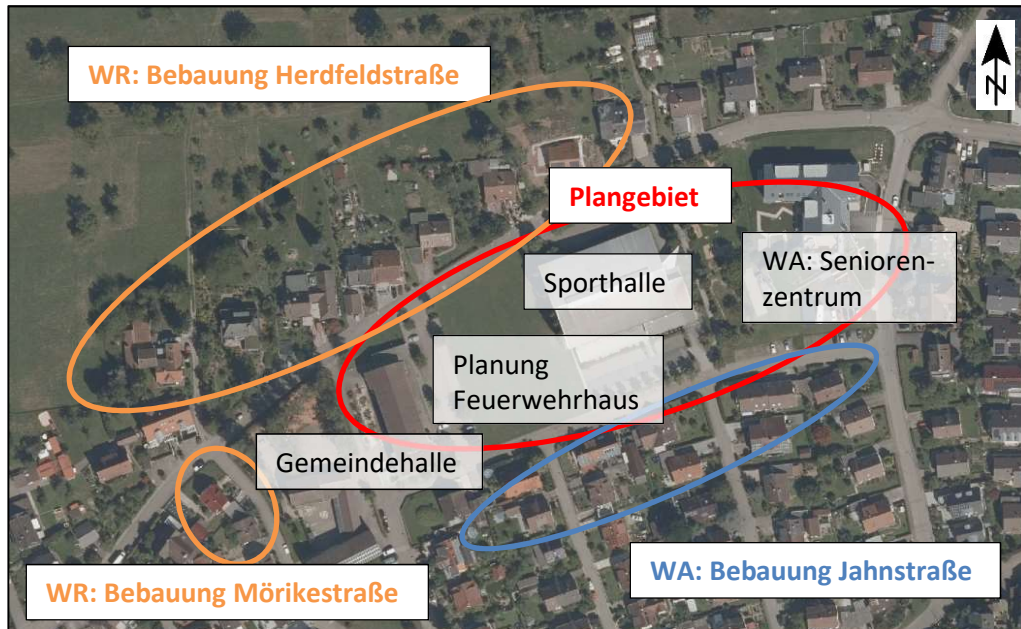 WR: Bebauung Herdfeldstraße
N
Plangebiet
Sporthalle
WA: Senioren-
zentrum
Planung
Feuerwehrhaus
Gemeindehalle
WA: Bebauung Jahnstraße
WR: Bebauung Mörikestraße